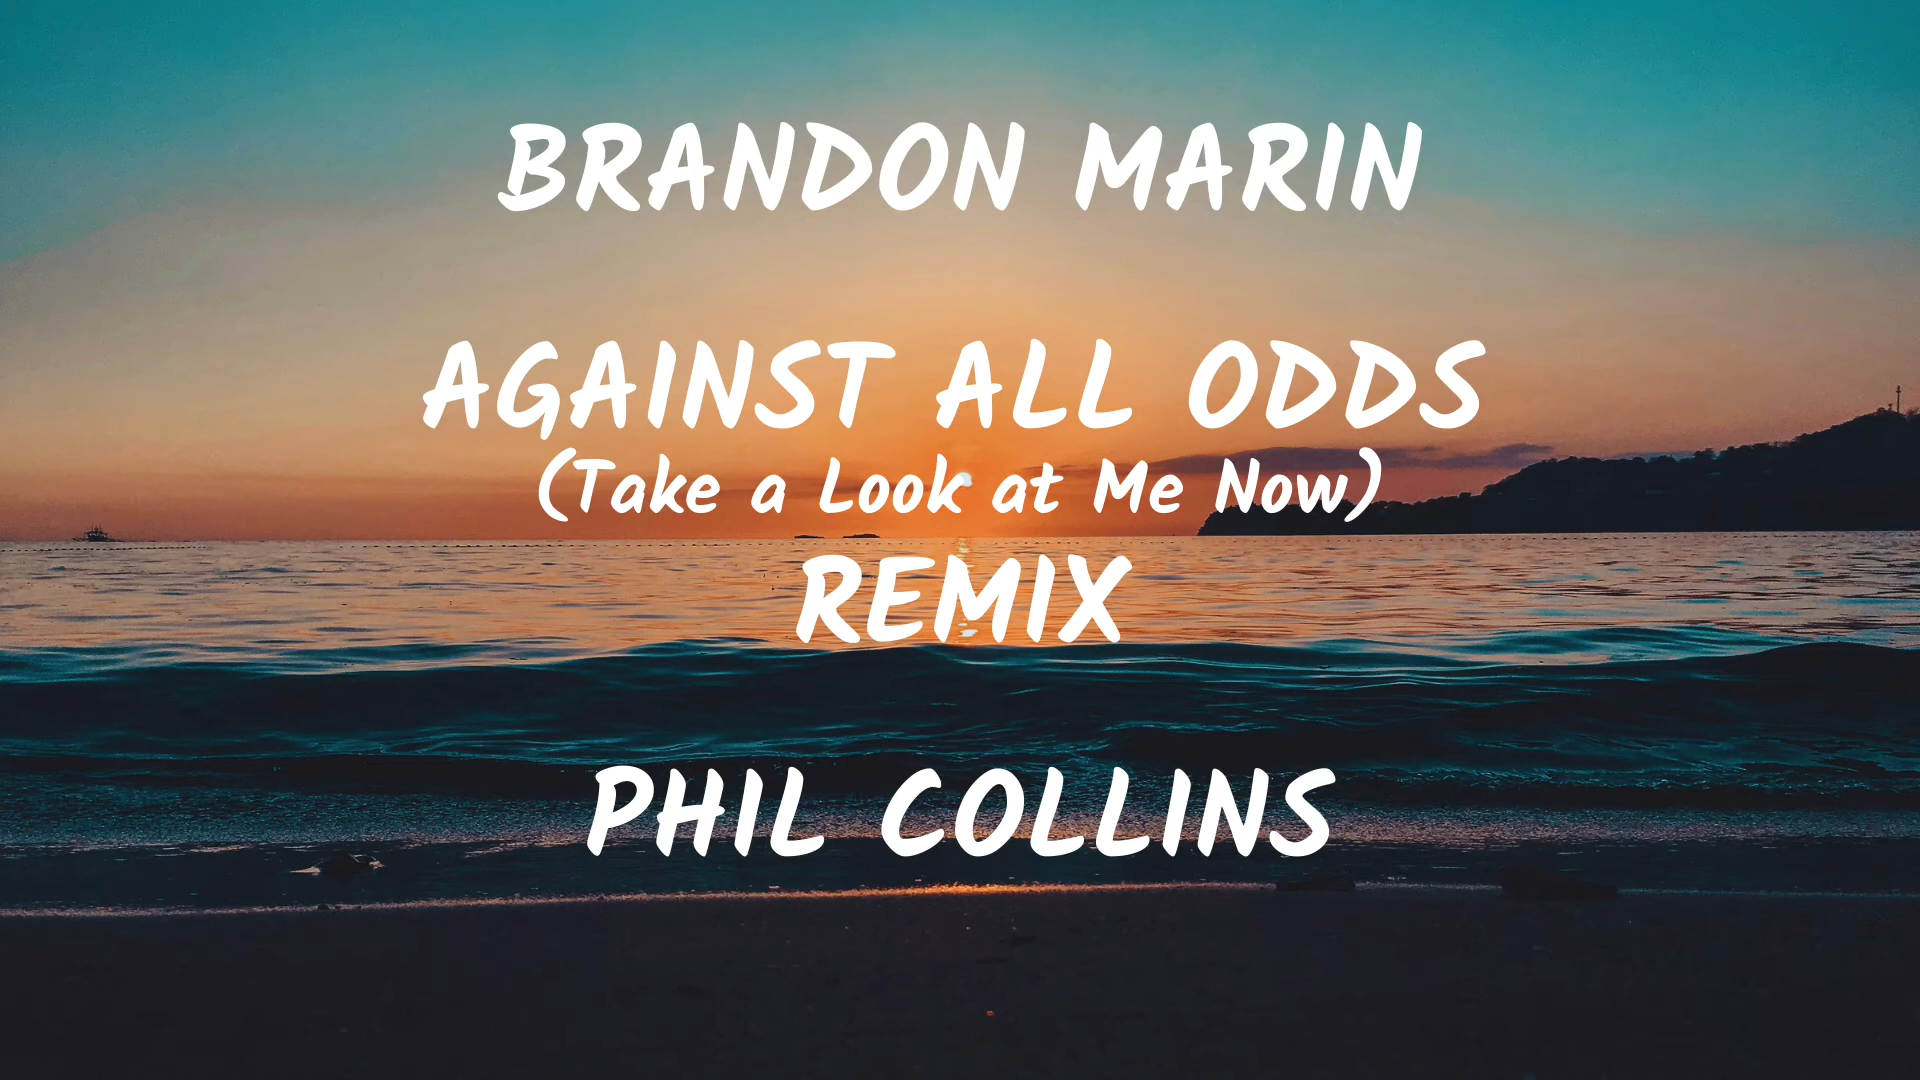 BRANDON MARIN
AGAINST ALL ODDS
(Take a Look at Me Now)
REMIX
PHIL COLLINS